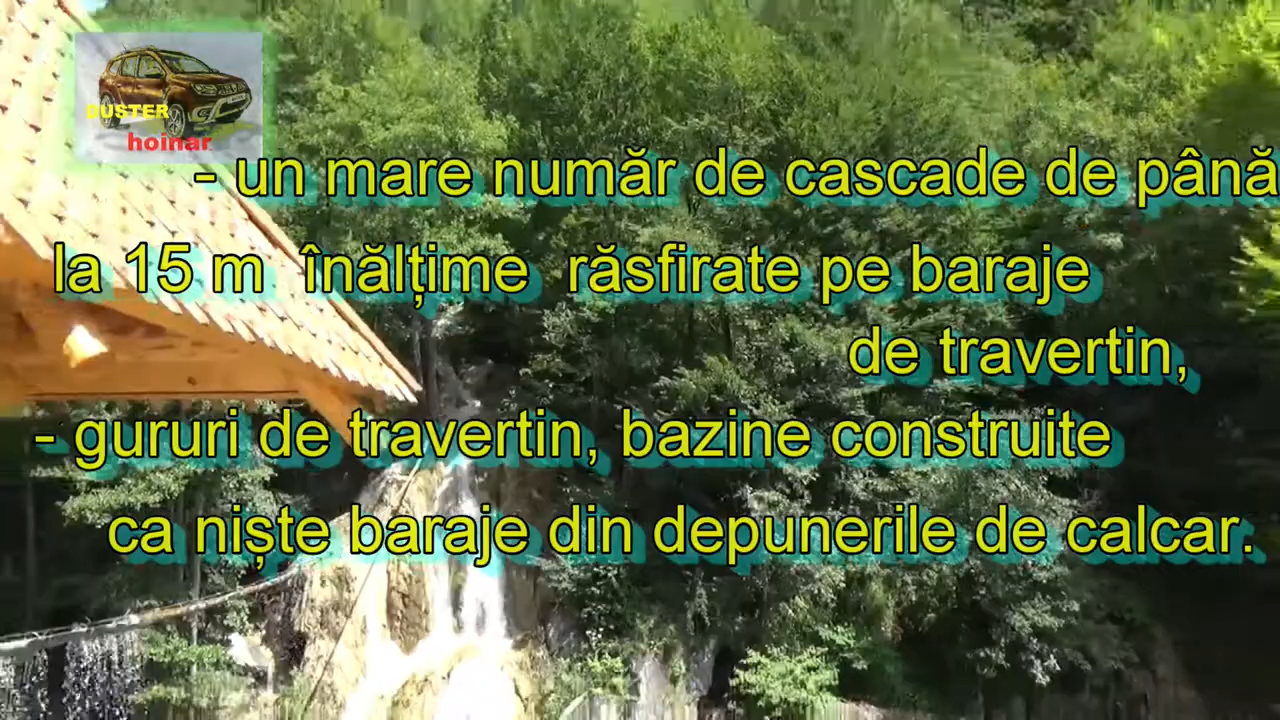 DUSTER
hoinar
- un mare număr de cascade de până
la 15 m înălțime răsfirate pe baraje
de travertin,
- gururi de travertin, bazine construite
ca niște baraje din depunerile de calcar.